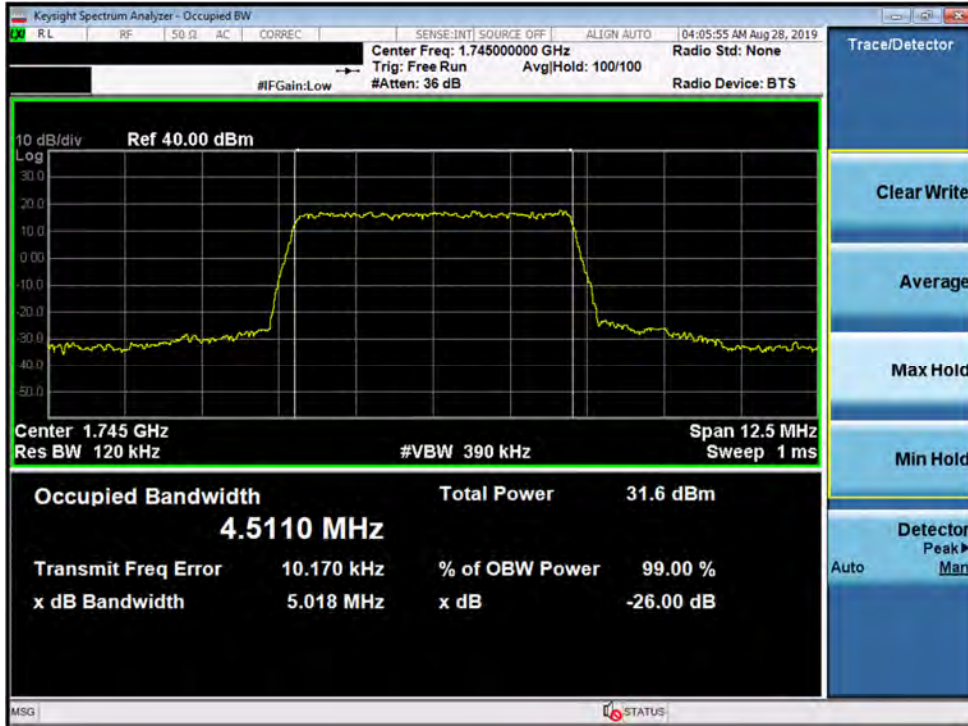 Keysight Spectrum Analyzer - Occupied BW
LXI RL RF 50 Ω AC CORREC SENSE:INT SOURCE OFF ALIGN AUTO 04:05:55 AM Aug 28, 2019
Center Freq: 1.745000000 GHz Radio Std: None
Trig: Free Run Avg|Hold: 100/100
#IFGain:Low #Atten: 36 dB Radio Device: BTS
Trace/Detector
10 dB/div Ref 40.00 dBm
Log
30.0
20.0
10.0
0.00
-10.0
-20.0
-30.0
-40.0
-50.0
Center 1.745 GHz Span 12.5 MHz
Res BW 120 kHz #VBW 390 kHz Sweep 1 ms
Occupied Bandwidth Total Power 31.6 dBm
4.5110 MHz
Transmit Freq Error 10.170 kHz % of OBW Power 99.00 %
x dB Bandwidth 5.018 MHz x dB -26.00 dB
Clear Write
Average
Max Hold
Min Hold
Detector
Peak▶
Auto Man
MSG STATUS